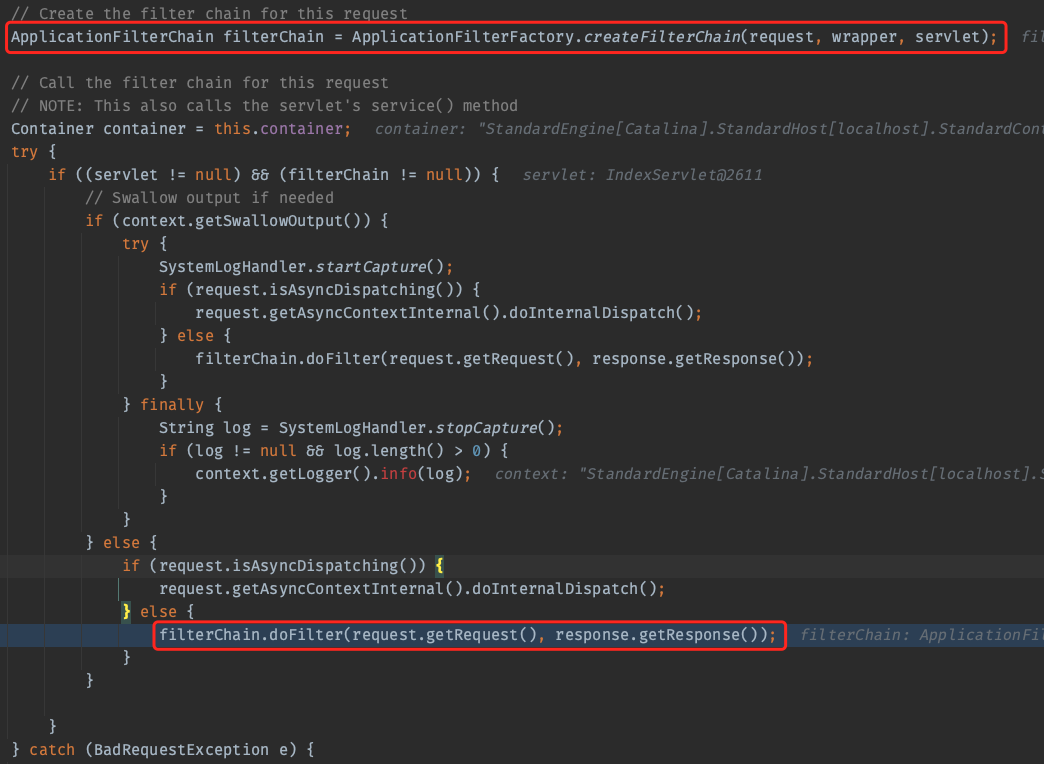 // Create the filter chain for this request
ApplicationFilterChain filterChain = ApplicationFilterFactory.createFilterChain(request, wrapper, servlet);
// Call the filter chain for this request
// NOTE: This also calls the servlet's service() method
Container container = this.container; container: "StandardEngine[Catalina].StandardHost[localhost].StandardCont
try {
if ((servlet != null) && (filterChain != null)) { servlet: IndexServlet@2611
// Swallow output if needed
if (context.getSwallowOutput()) {
try {
SystemLogHandler.startCapture();
if (request.isAsyncDispatching()) {
request.getAsyncContextInternal().doInternalDispatch();
} else {
filterChain.doFilter(request.getRequest(), response.getResponse());
}
} finally {
String log = SystemLogHandler.stopCapture();
if (log != null && log.length() > 0) {
context.getLogger().info(log); context: "StandardEngine[Catalina].StandardHost[localhost].S
}
}
} else {
if (request.isAsyncDispatching()) {
request.getAsyncContextInternal().doInternalDispatch();
} else {
filterChain.doFilter(request.getRequest(), response.getResponse()); filterChain: ApplicationFil
}
}
}
} catch (BadRequestException e) {